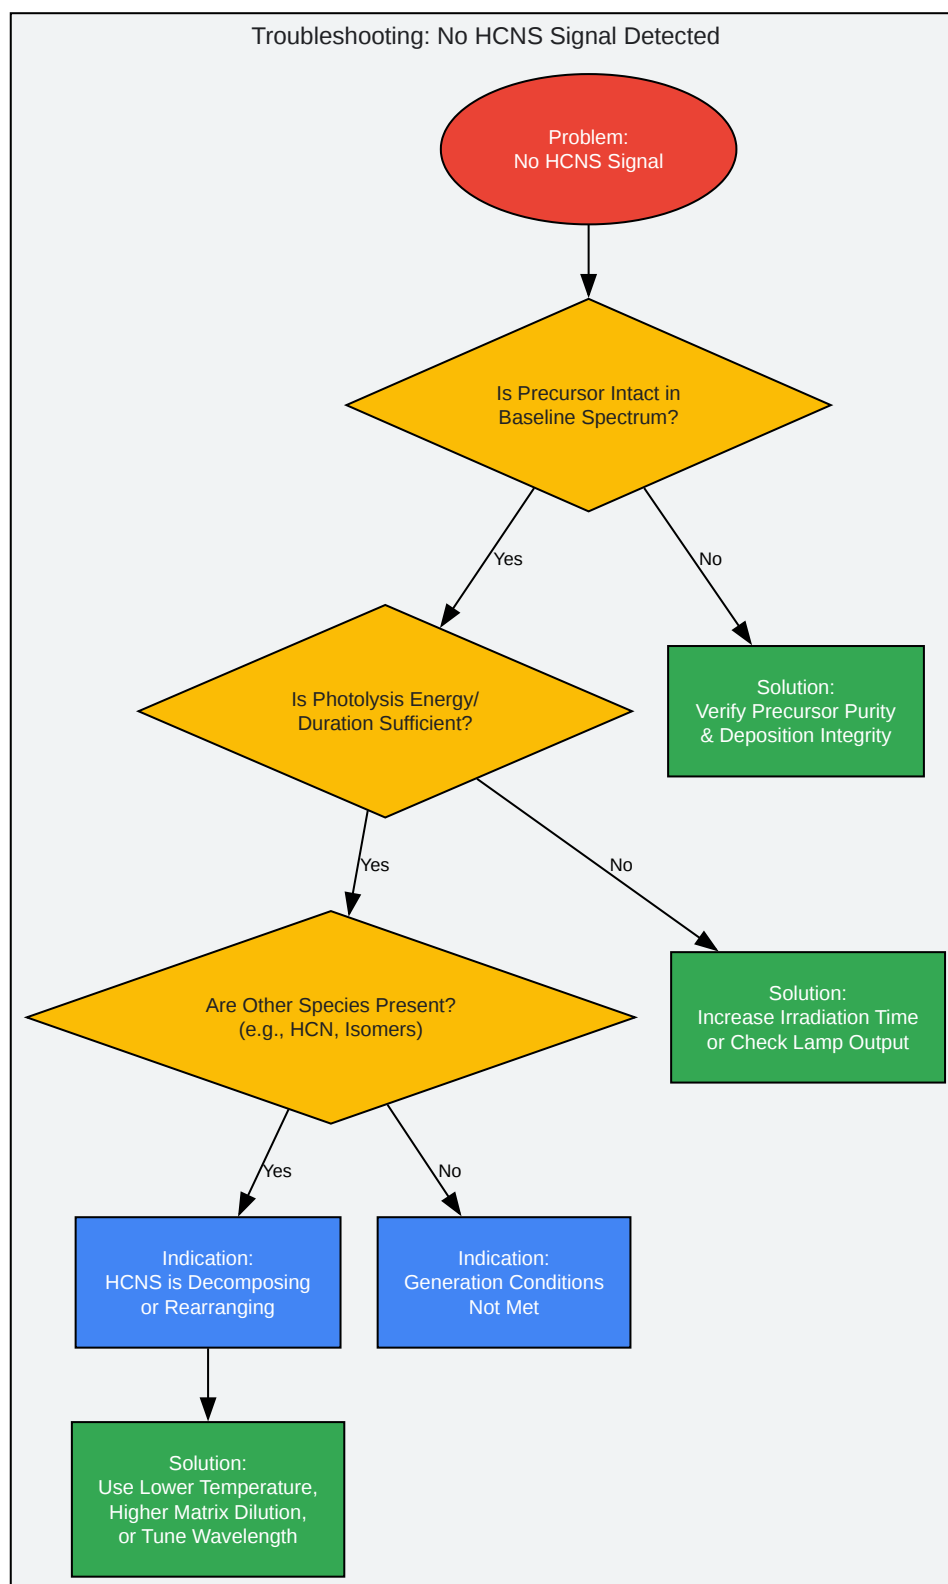 Troubleshooting: No HCNS Signal Detected
Problem:
No HCNS Signal
Is Precursor Intact in
Baseline Spectrum?
Yes
No
Is Photolysis Energy/
Duration Sufficient?
Solution:
Verify Precursor Purity
& Deposition Integrity
Yes
No
Are Other Species Present?
(e.g., HCN, Isomers)
Solution:
Increase Irradiation Time
or Check Lamp Output
Yes
No
Indication:
HCNS is Decomposing
or Rearranging
Indication:
Generation Conditions
Not Met
Solution:
Use Lower Temperature,
Higher Matrix Dilution,
or Tune Wavelength